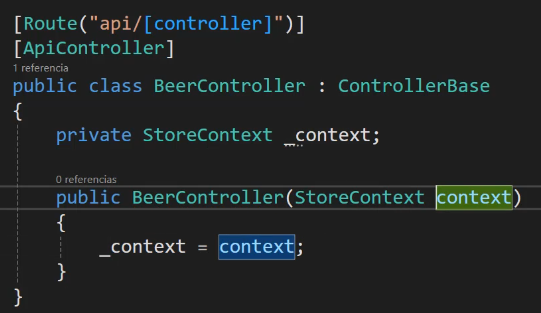 [Route("api/[controller]")]
[ApiController]
1 referencia
public class BeerController : ControllerBase
{
private StoreContext _context;
0 referencias
public BeerController(StoreContext context)
{
_context = context;
}
}